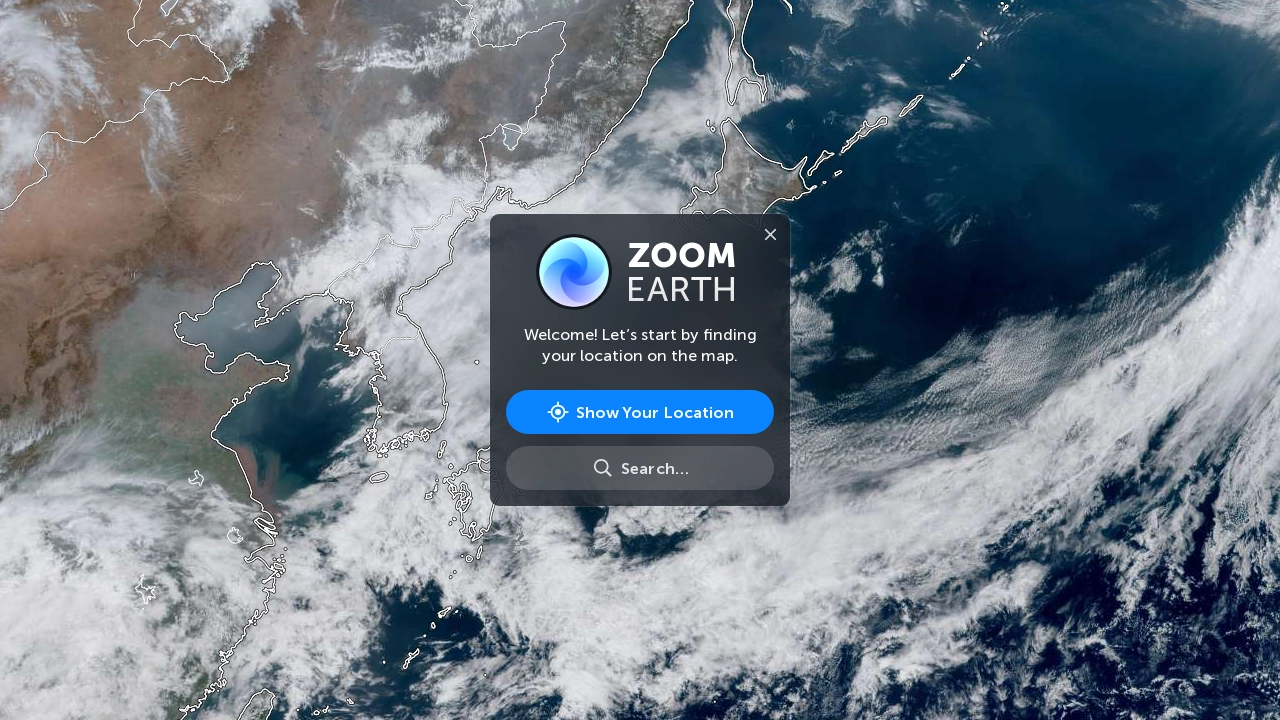 ZOOM
EARTH
Welcome! Let’s start by finding
your location on the map.
Show Your Location
Search…